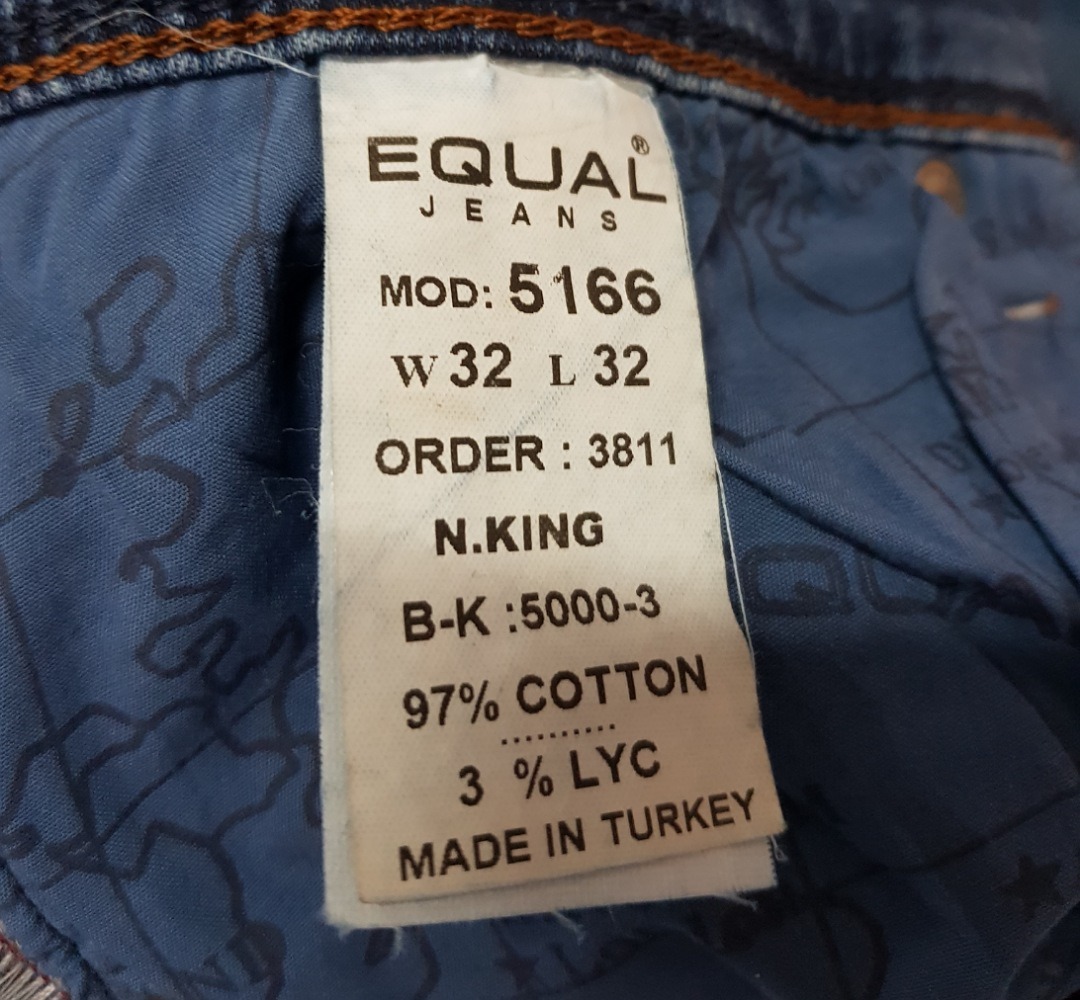 EQUAL®
JEANS
MOD: 5166
W 32 L 32
ORDER : 3811
N.KING
B-K :5000-3
97% COTTON
..........
3 % LYC
MADE IN TURKEY